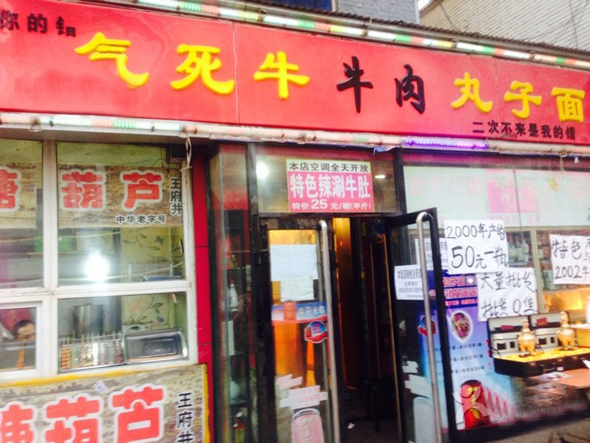 你的错
气死牛 牛肉 丸子面
二次不来是我的错
糖葫芦
中华老字号
王府井
本店空调全天开放
特色辣涮牛肚
特价25元/锅(半斤)
2000年产的
50元一瓶
大量批发
批发0售
特色
2002年
糖葫芦
王府井